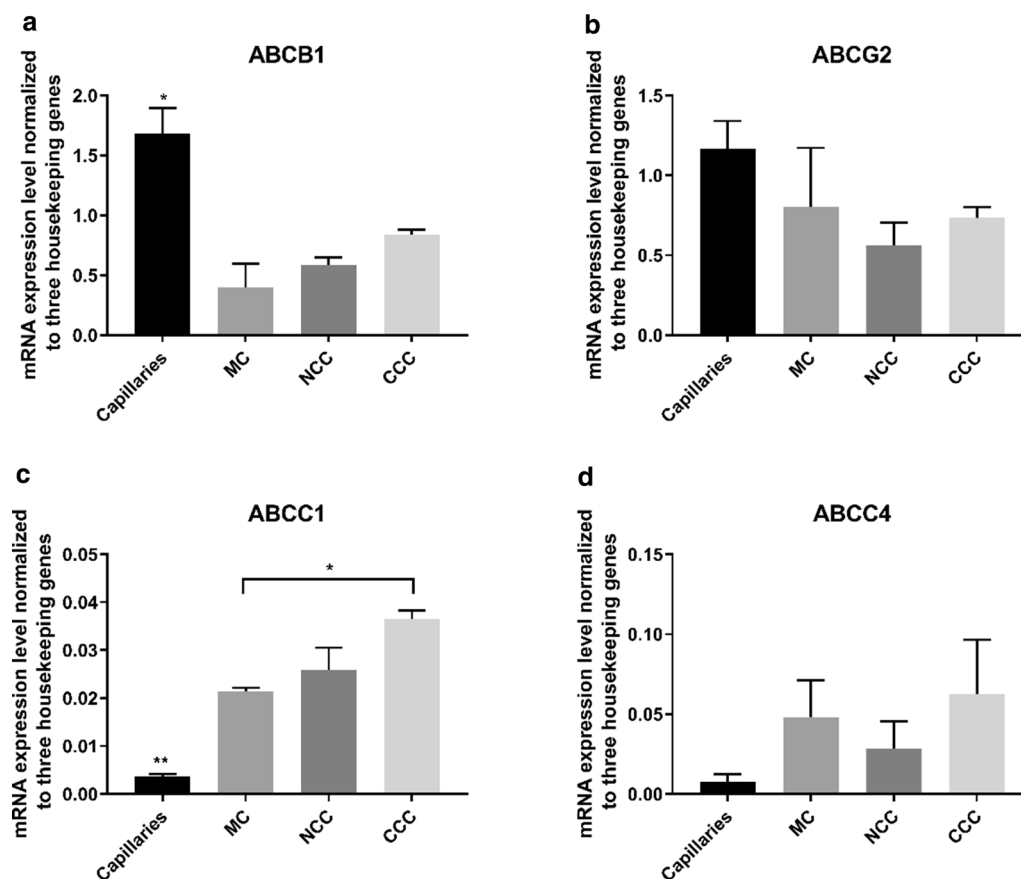 a
ABCB1
mRNA expression level normalized
to three housekeeping genes
2.0
1.5
1.0
0.5
0.0
*
Capillaries
MC
NCC
CCC
b
ABCG2
mRNA expression level normalized
to three housekeeping genes
1.5
1.0
0.5
0.0
Capillaries
MC
NCC
CCC
c
ABCC1
mRNA expression level normalized
to three housekeeping genes
0.05
0.04
0.03
0.02
0.01
0.00
*
**
Capillaries
MC
NCC
CCC
d
ABCC4
mRNA expression level normalized
to three housekeeping genes
0.15
0.10
0.05
0.00
Capillaries
MC
NCC
CCC